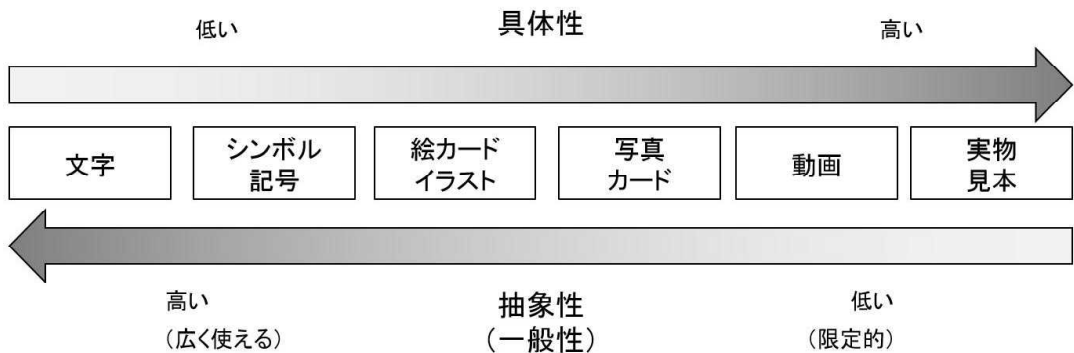 低い 具体性 高い
文字 シンボル 絵カード 写真 動画 実物
記号 イラスト カード 見本
高い 抽象性 低い
(広く使える) (一般性) (限定的)